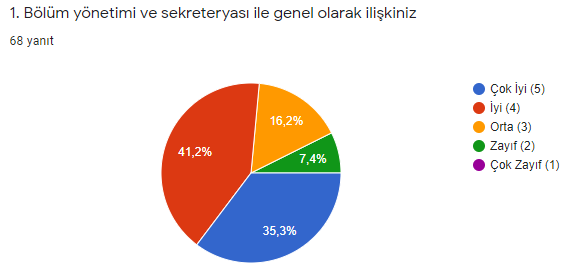 1. Bölüm yönetimi ve sekreteryası ile genel olarak ilişkiniz
68 yanıt
Çok İyi (5)
İyi (4)
Orta (3)
Zayıf (2)
Çok Zayıf (1)
16,2%
41,2%
7,4%
35,3%